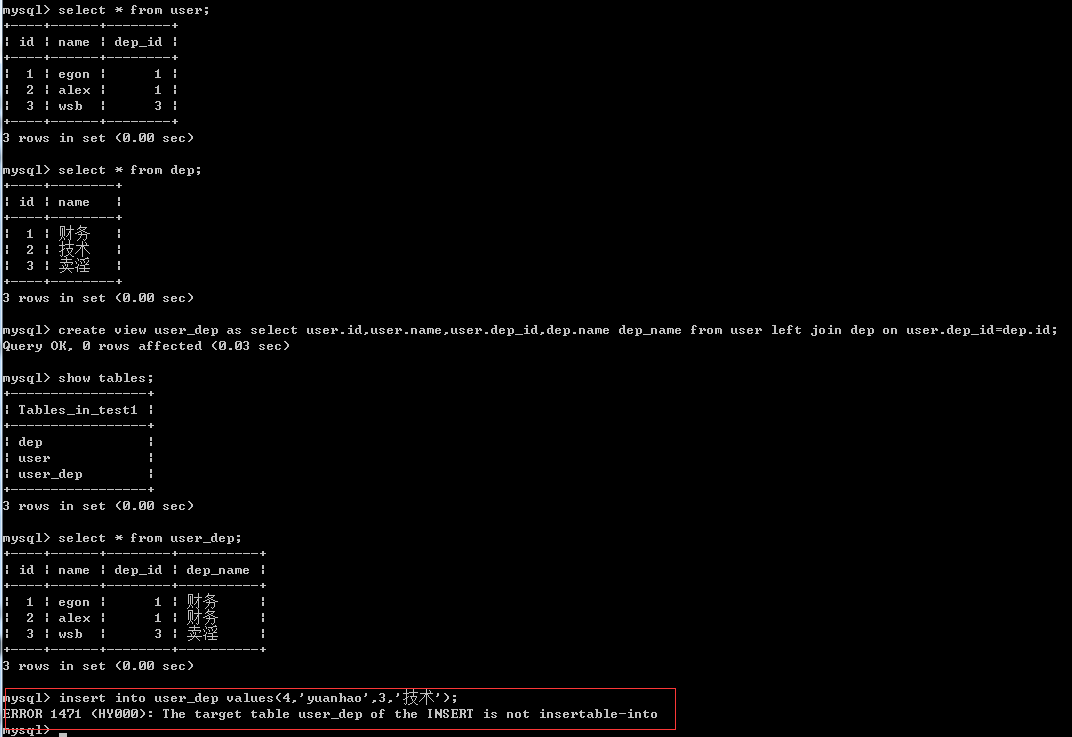 mysql> select * from user;
+----+------+--------+
| id | name | dep_id |
+----+------+--------+
|  1 | egon |      1 |
|  2 | alex |      1 |
|  3 | wsb  |      3 |
+----+------+--------+
3 rows in set (0.00 sec)
mysql> select * from dep;
+----+--------+
| id | name   |
+----+--------+
|  1 | 财务   |
|  2 | 技术   |
|  3 | 卖淫   |
+----+--------+
3 rows in set (0.00 sec)
mysql> create view user_dep as select user.id,user.name,user.dep_id,dep.name dep_name from user left join dep on user.dep_id=dep.id;
Query OK, 0 rows affected (0.03 sec)
mysql> show tables;
+-----------------+
| Tables_in_test1 |
+-----------------+
| dep             |
| user            |
| user_dep        |
+-----------------+
3 rows in set (0.00 sec)
mysql> select * from user_dep;
+----+------+--------+----------+
| id | name | dep_id | dep_name |
+----+------+--------+----------+
|  1 | egon |      1 | 财务     |
|  2 | alex |      1 | 财务     |
|  3 | wsb  |      3 | 卖淫     |
+----+------+--------+----------+
3 rows in set (0.00 sec)
mysql> insert into user_dep values(4,'yuanhao',3,'技术');
ERROR 1471 (HY000): The target table user_dep of the INSERT is not insertable-into
mysql>